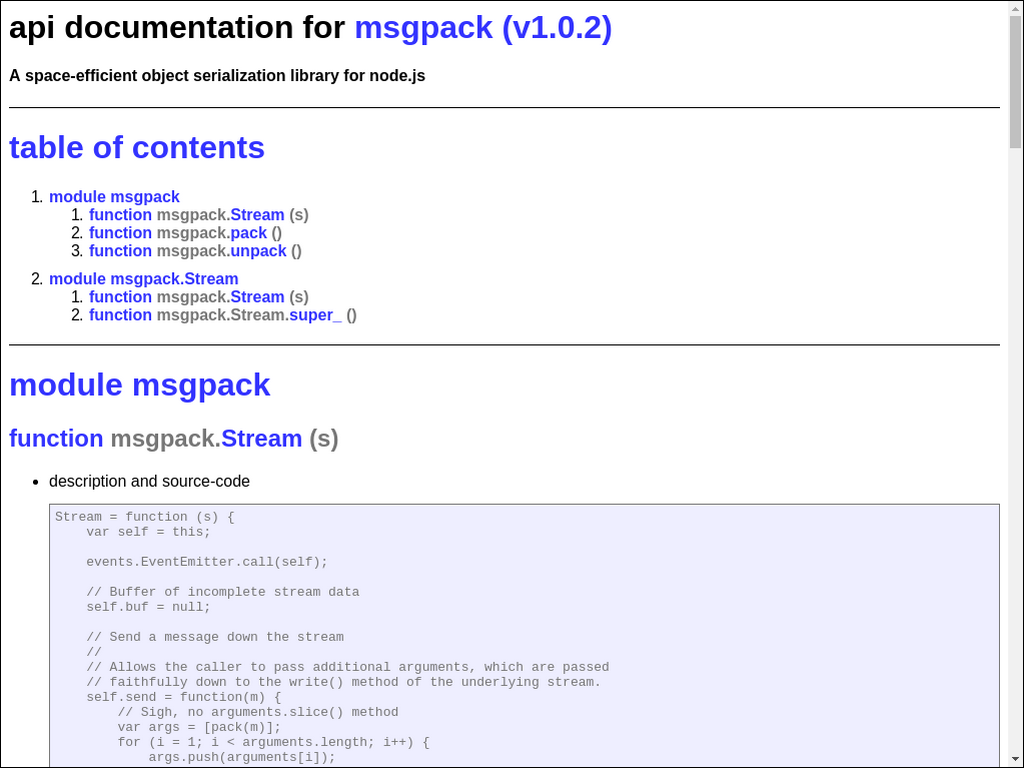 api documentation for msgpack (v1.0.2)
A space-efficient object serialization library for node.js
table of contents
1. module msgpack
1. function msgpack.Stream (s)
2. function msgpack.pack ()
3. function msgpack.unpack ()
2. module msgpack.Stream
1. function msgpack.Stream (s)
2. function msgpack.Stream.super_ ()
module msgpack
function msgpack.Stream (s)
• description and source-code
Stream = function (s) {
    var self = this;
    events.EventEmitter.call(self);
    // Buffer of incomplete stream data
    self.buf = null;
    // Send a message down the stream
    //
    // Allows the caller to pass additional arguments, which are passed
    // faithfully down to the write() method of the underlying stream.
    self.send = function(m) {
        // Sigh, no arguments.slice() method
        var args = [pack(m)];
        for (i = 1; i < arguments.length; i++) {
            args.push(arguments[i]);